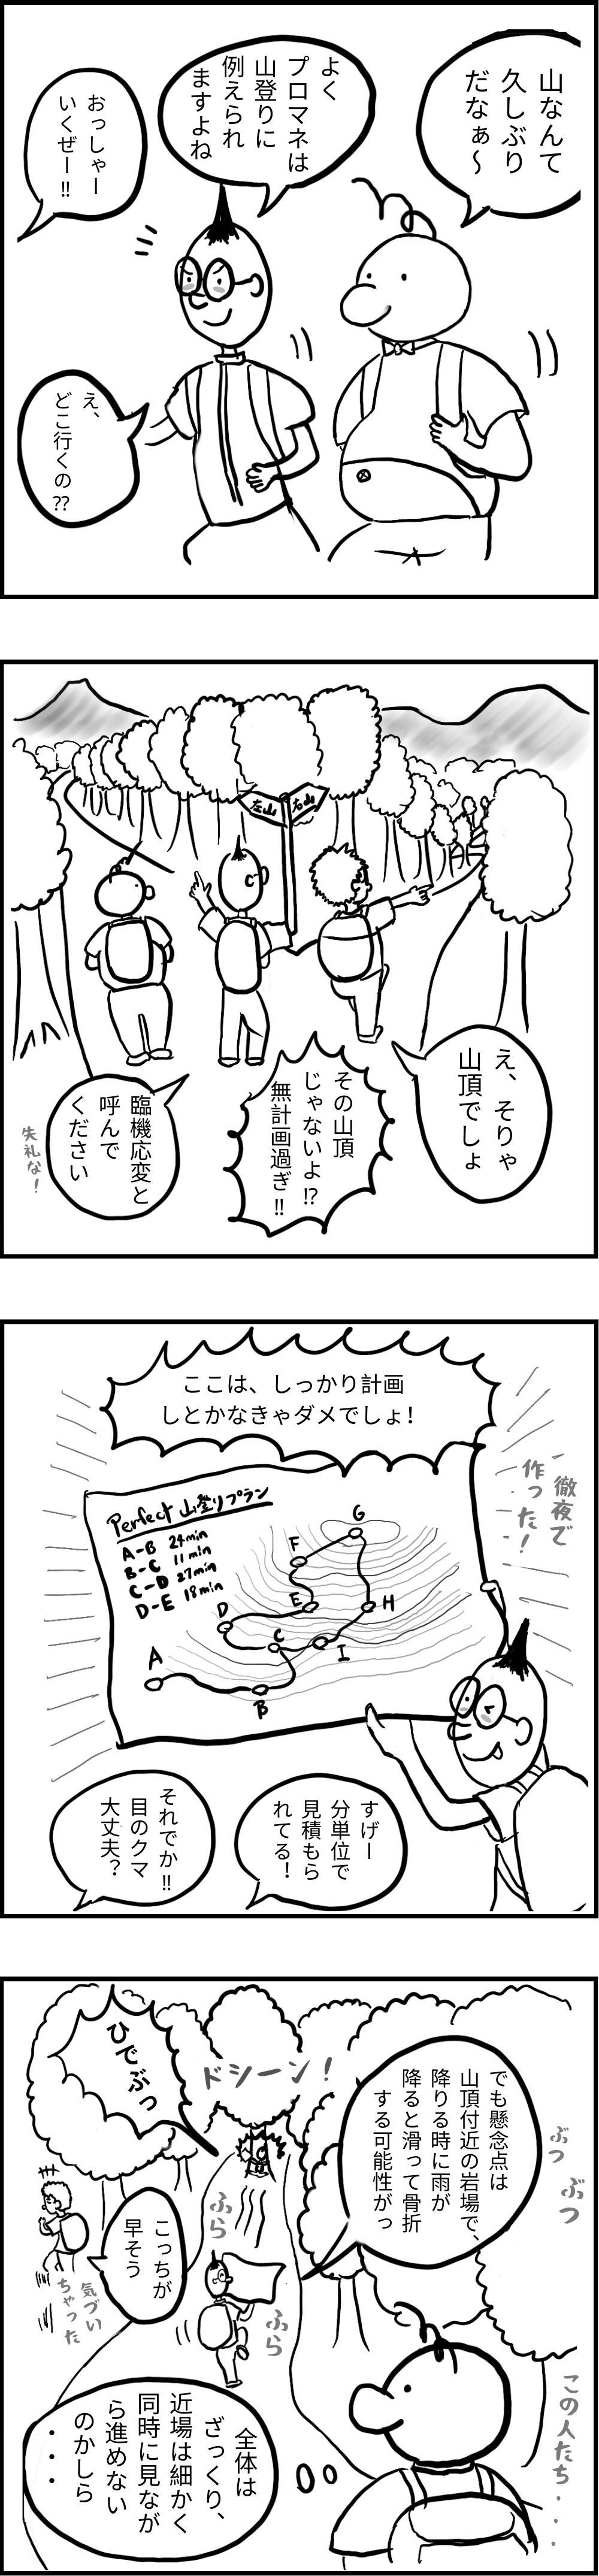 山なんて
久しぶり
だなぁ〜
よく
プロマネは
山登りに
例えられ
ますよね
おっしゃー
いくぜー!!
え、
どこ行くの??
左山
右山
え、そりゃ
山頂でしょ
その山頂
じゃないよ!?
無計画過ぎ!!
臨機応変と
呼んで
ください
失礼な!
ここは、しっかり計画
しとかなきゃダメでしょ!
徹夜で
作った!
Perfect 山登りプラン
A-B 24min
B-C 11min
C-D 27min
D-E 18min
A
B
C
D
E
F
G
H
I
すげー
分単位で
見積もら
れてる!
それでか!!
目のクマ
大丈夫?
でも懸念点は
山頂付近の岩場で、
降りる時に雨が
降ると滑って骨折
する可能性がっ
ぶつ
ぶつ
ひでぶっ
ドシーン!
ふら
ふら
こっちが
早そう
気づい
ちゃった
この人たち・・・
全体は
ざっくり、
近場は細かく
同時に見なが
ら進めない
のかしら
・・・